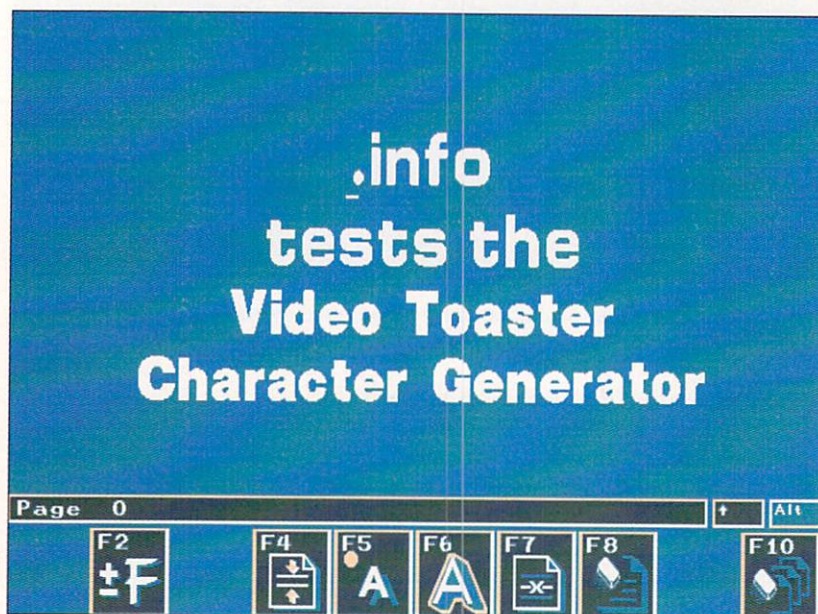 .info
tests the
Video Toaster
Character Generator
Page 0
Alt
F2 F4 F5 F6 F7 F8 F10
±F
A
A
-x-